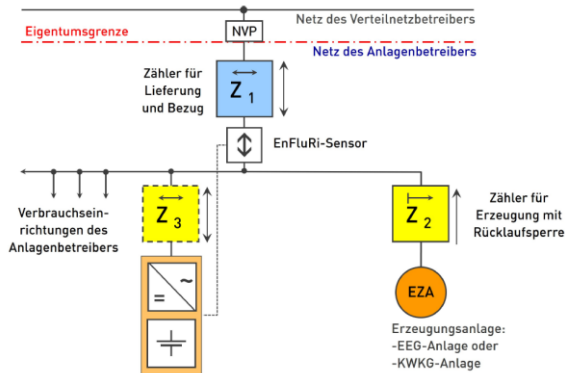 Netz des Verteilnetzbetreibers
Eigentumsgrenze
NVP
Netz des Anlagenbetreibers
Zähler für
Lieferung
und Bezug
Z 1
EnFluRi-Sensor
Verbrauchsein-
richtungen des
Anlagenbetreibers
Z 3
Z 2
Zähler für
Erzeugung mit
Rücklaufsperre
EZA
Erzeugungsanlage:
-EEG-Anlage oder
-KWKG-Anlage